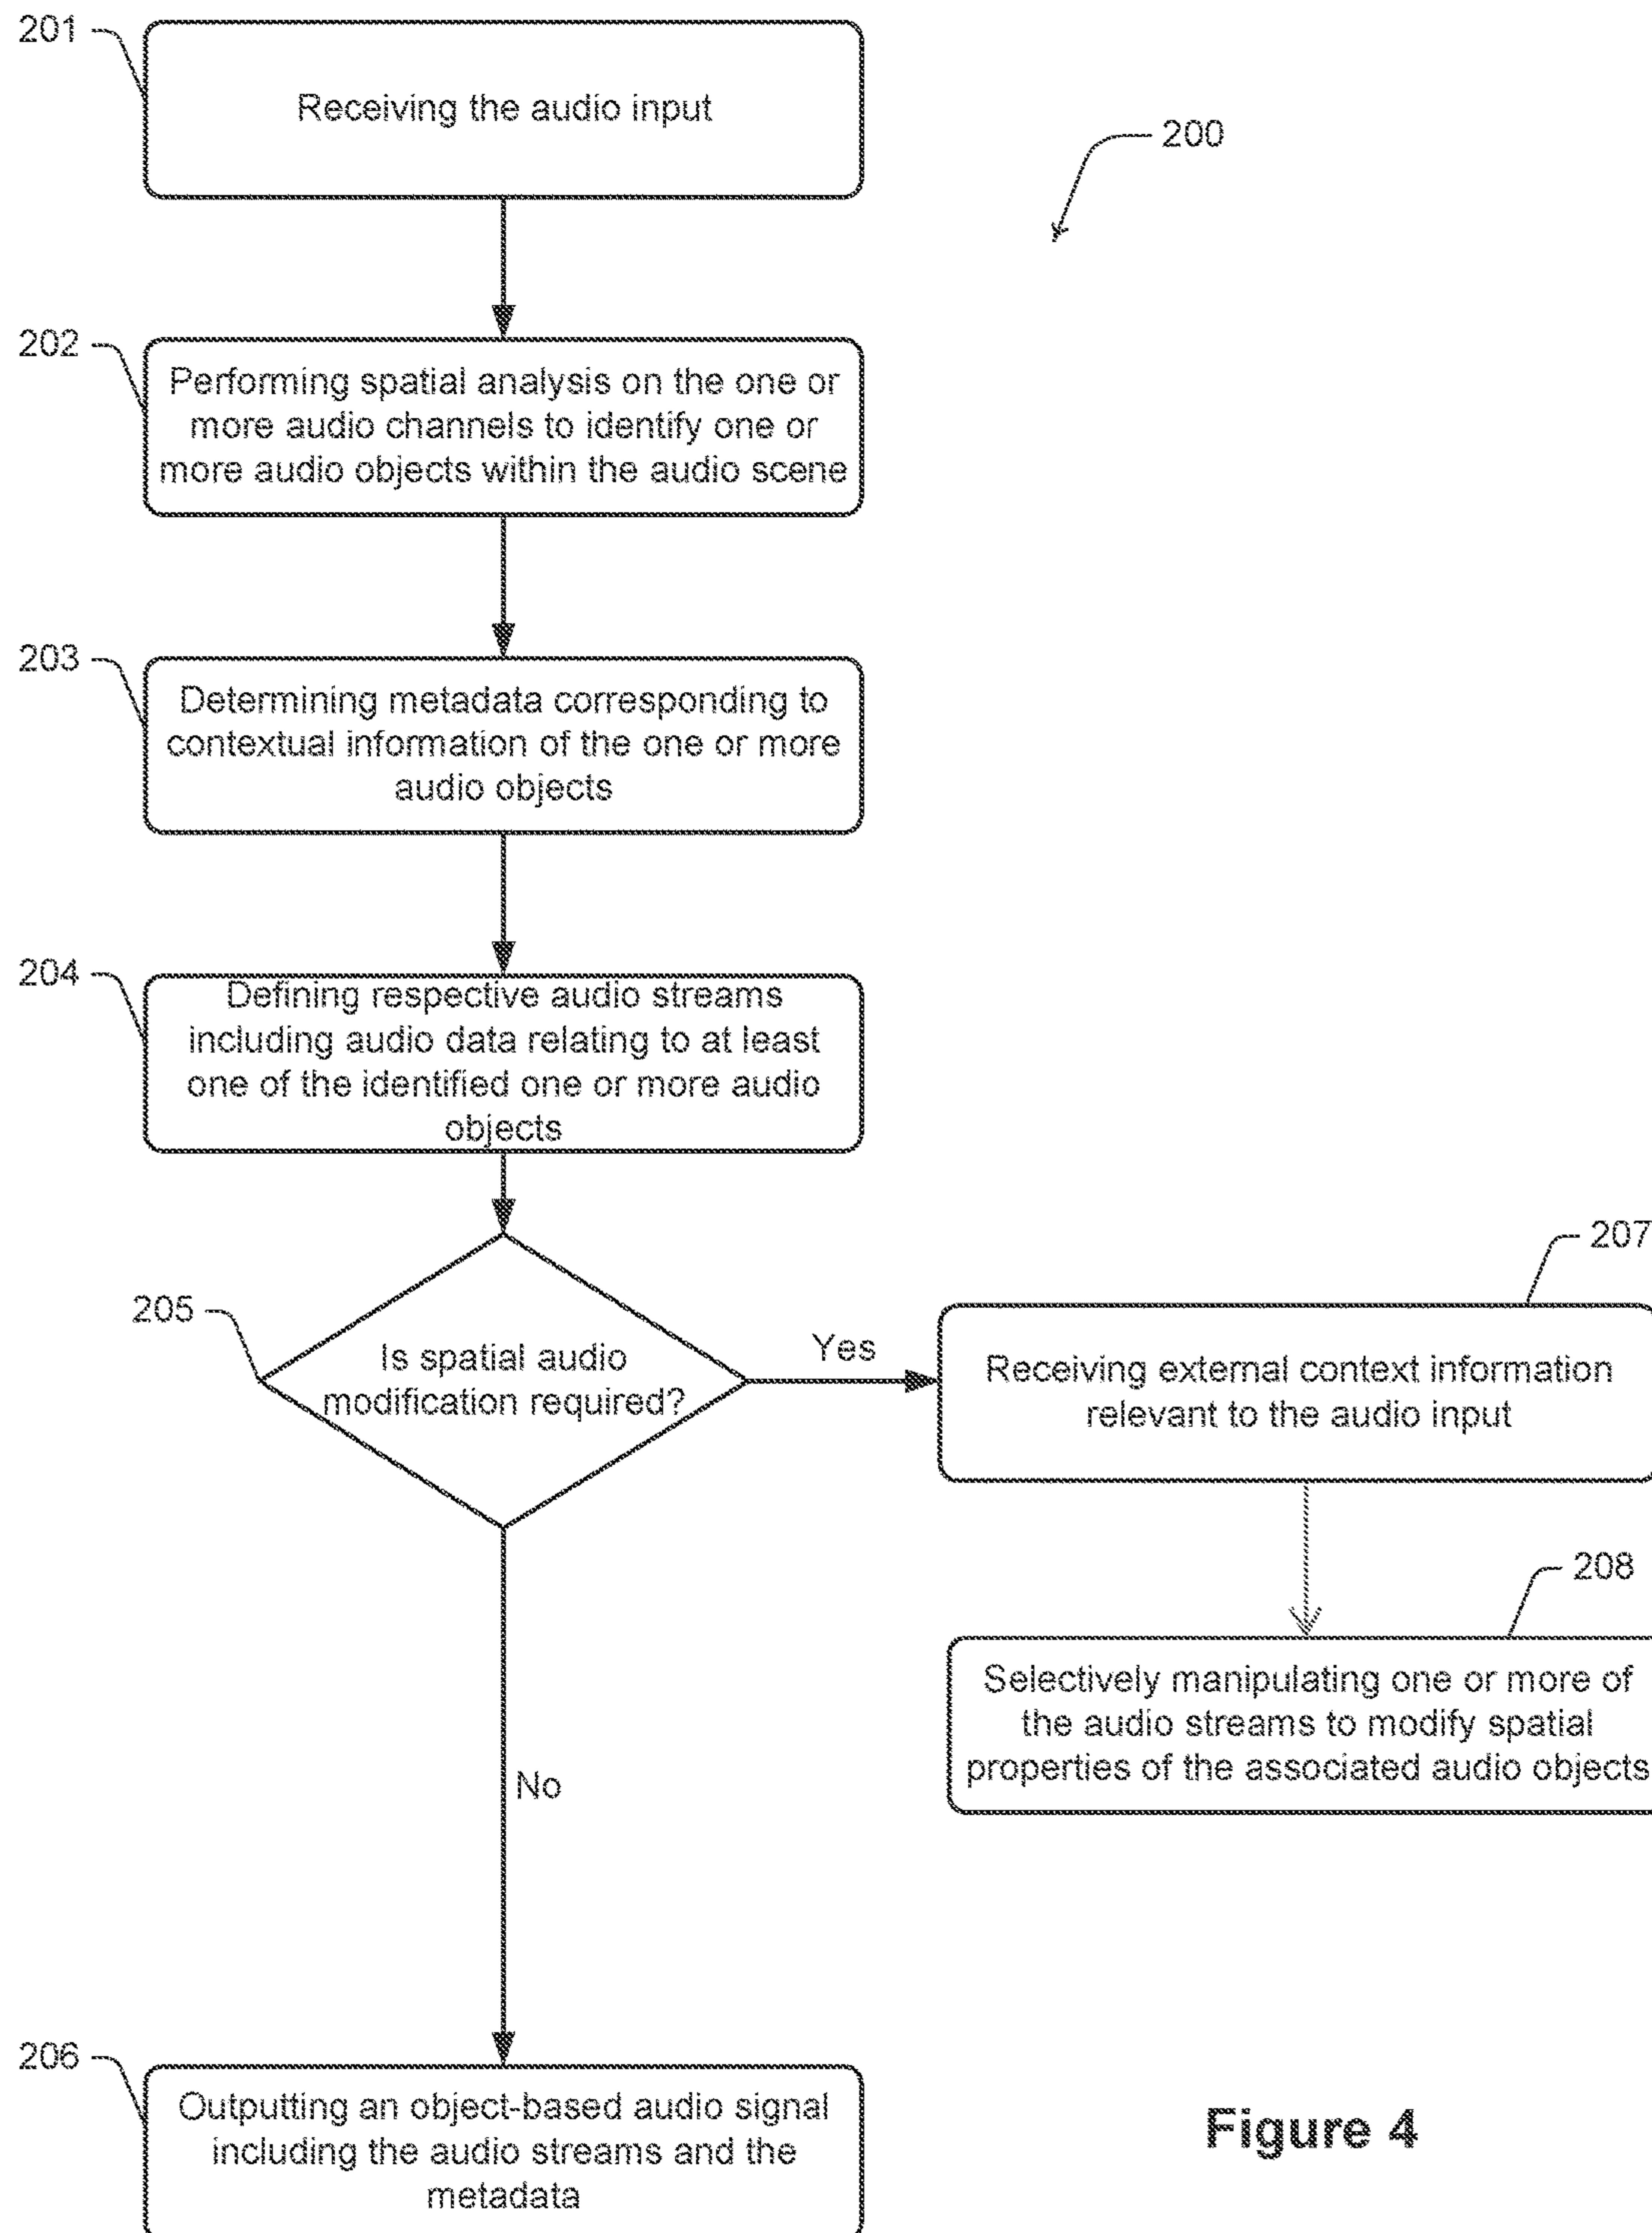 201
Receiving the audio input
200
202
Performing spatial analysis on the one or
more audio channels to identify one or
more audio objects within the audio scene
203
Determining metadata corresponding to
contextual information of the one or more
audio objects
204
Defining respective audio streams
including audio data relating to at least
one of the identified one or more audio
objects
205
Is spatial audio
modification required?
Yes
207
Receiving external context information
relevant to the audio input
208
Selectively manipulating one or more of
the audio streams to modify spatial
properties of the associated audio objects
No
206
Outputting an object-based audio signal
including the audio streams and the
metadata
Figure 4